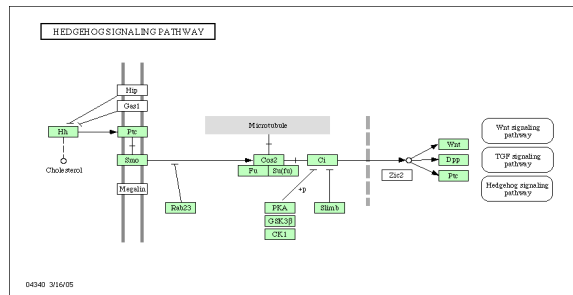 HEDGEHOG SIGNALING PATHWAY
Hip
Gas1
Hh
Ptc
Cholesterol
Smo
Megalin
Rab23
Microtubule
Cos2
Fu
Su(fu)
Ci
+p
PKA
GSK3β
CK1
Slimb
Zic2
Wnt
Dpp
Ptc
Wnt signaling
pathway
TGF signaling
pathway
Hedgehog signaling
pathway
04340 3/16/05